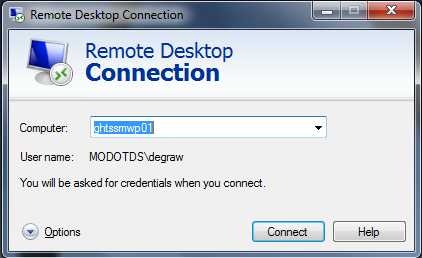 Remote Desktop Connection
Remote Desktop
Connection
Computer: ghtssmwp01
User name: MODOTDS\degraw
You will be asked for credentials when you connect.
Options Connect Help